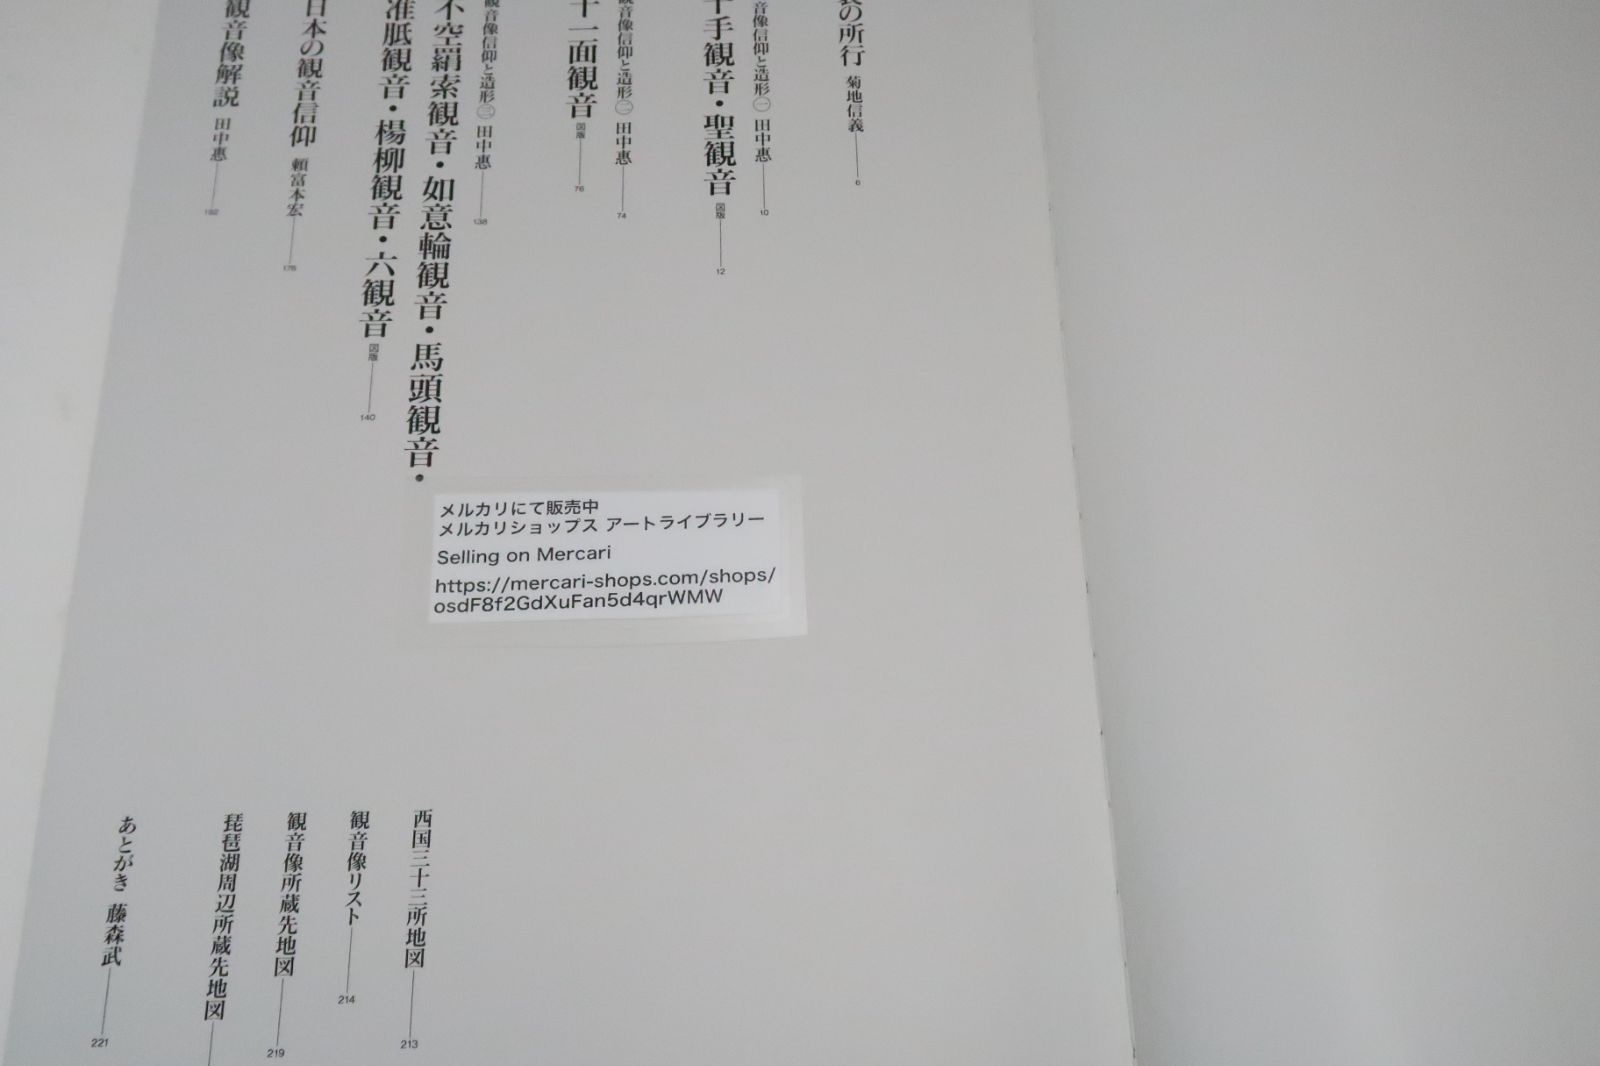 の所行 菊地信義 6
音像信仰と造形㊀ 田中惠 10
手観音・聖観音 図版 12
観音像信仰と造形㊁ 田中惠 74
十一面観音 図版 76
観音像信仰と造形㊂ 田中惠 138
不空羂索観音・如意輪観音・馬頭観音・
准胝観音・楊柳観音・六観音 図版 140
日本の観音信仰 頼富本宏 176
観音像解説 田中惠 192
メルカリにて販売中
メルカリショップス アートライブラリー
Selling on Mercari
https://mercari-shops.com/shops/
osdF8f2GdXuFan5d4qrWMW
西国三十三所地図 213
観音像リスト 214
観音像所蔵先地図 219
琵琶湖周辺所蔵先地図
あとがき 藤森武 221